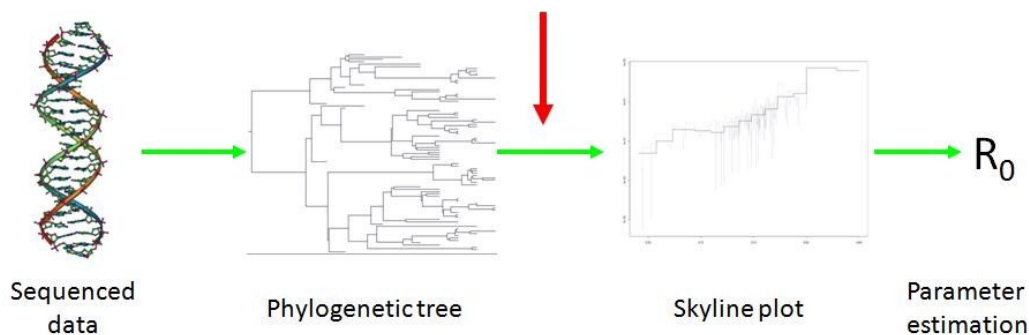 R0
Sequenced
data
Phylogenetic tree
Skyline plot
Parameter
estimation